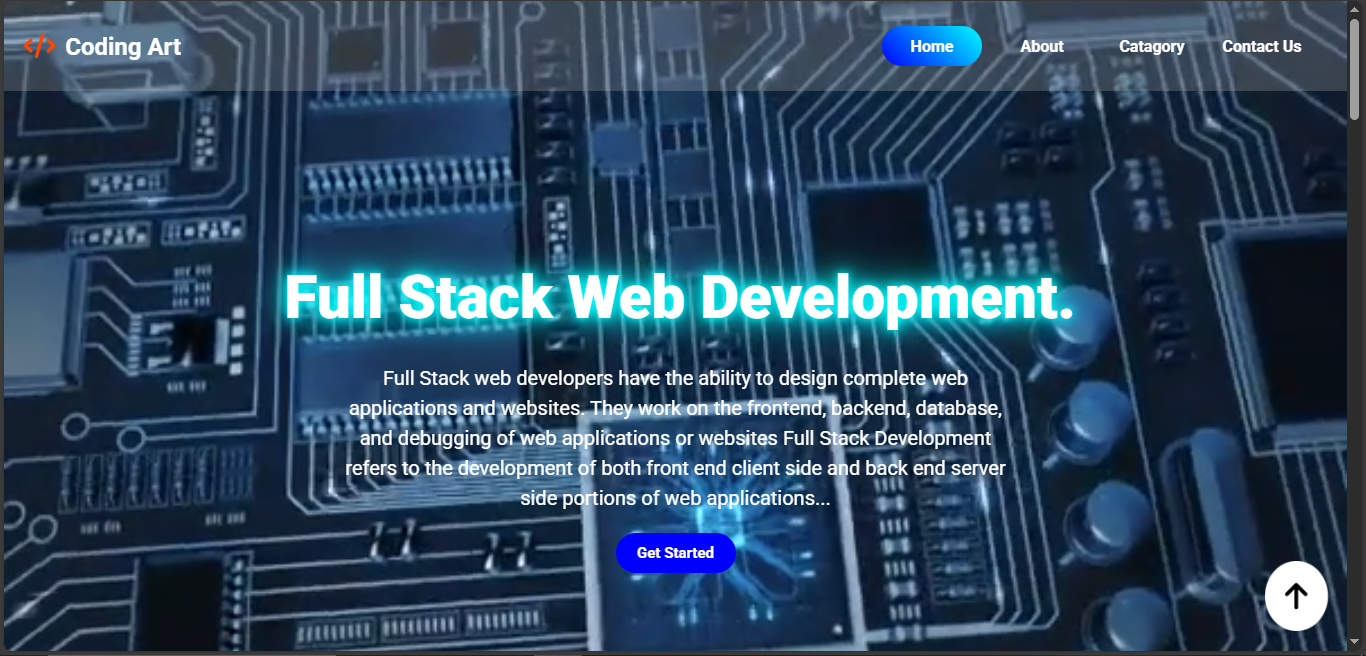 </> Coding Art
Home
About
Catagory
Contact Us
Full Stack Web Development.
Full Stack web developers have the ability to design complete web
applications and websites. They work on the frontend, backend, database,
and debugging of web applications or websites Full Stack Development
refers to the development of both front end client side and back end server
side portions of web applications...
Get Started